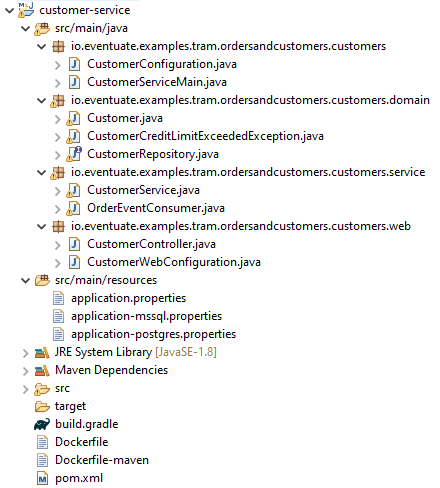 customer-service
src/main/java
io.eventuate.examples.tram.ordersandcustomers.customers
CustomerConfiguration.java
CustomerServiceMain.java
io.eventuate.examples.tram.ordersandcustomers.customers.domain
Customer.java
CustomerCreditLimitExceededException.java
CustomerRepository.java
io.eventuate.examples.tram.ordersandcustomers.customers.service
CustomerService.java
OrderEventConsumer.java
io.eventuate.examples.tram.ordersandcustomers.customers.web
CustomerController.java
CustomerWebConfiguration.java
src/main/resources
application.properties
application-mssql.properties
application-postgres.properties
JRE System Library [JavaSE-1.8]
Maven Dependencies
src
target
build.gradle
Dockerfile
Dockerfile-maven
pom.xml